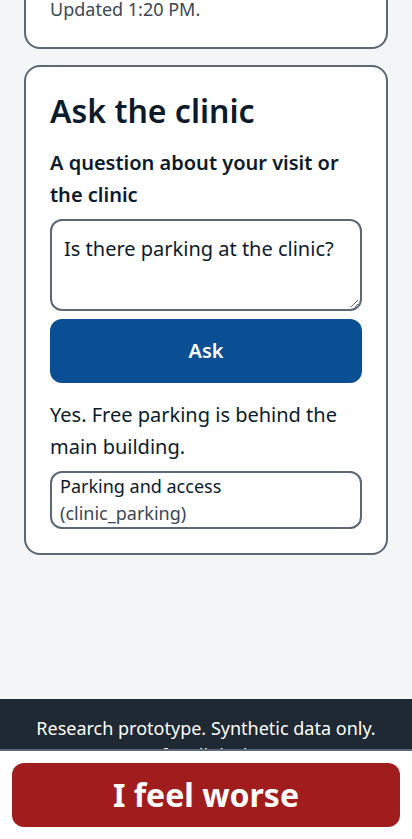 Updated 1:20 PM.
Ask the clinic
A question about your visit or
the clinic
Is there parking at the clinic?
Ask
Yes. Free parking is behind the
main building.
Parking and access
(clinic_parking)
Research prototype. Synthetic data only.
I feel worse